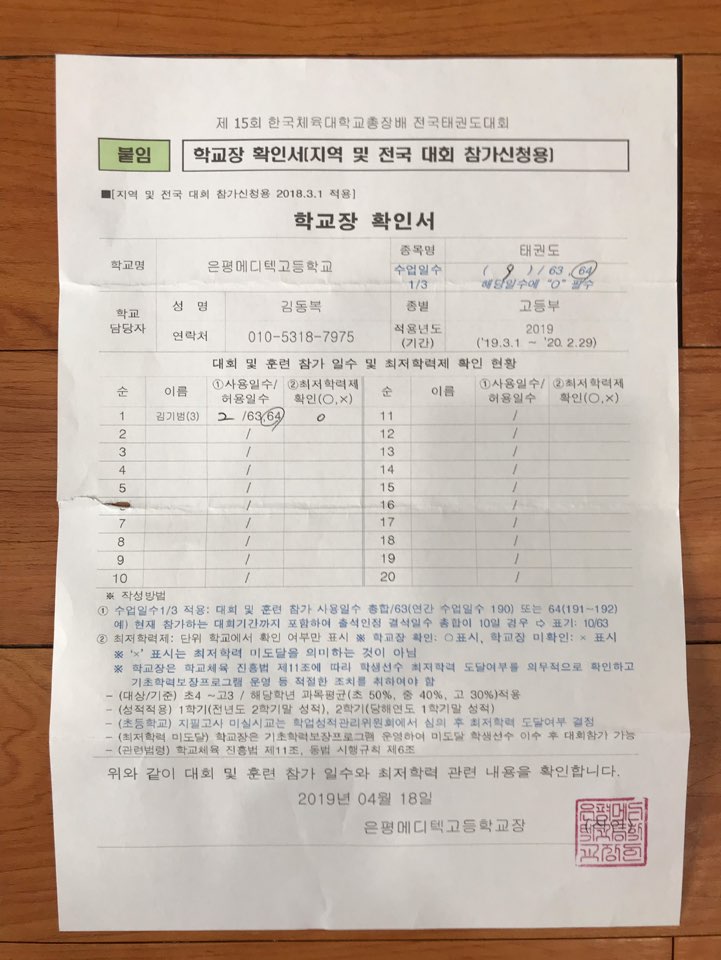 제 15회 한국체육대학교총장배 전국태권도대회
붙임
학교장 확인서(지역 및 전국 대회 참가신청용)
■[지역 및 전국 대회 참가신청용 2018.3.1 적용]
학교장 확인서
학교명 은평메디텍고등학교 종목명 태권도
수업일수 1/3 ( 9 ) / 63, 64
해당일수에 "O" 필수
학교 담당자 성 명 김동복 종별 고등부
연락처 010-5318-7975 적용년도 (기간) 2019
('19.3.1 ~ '20.2.29)
대회 및 훈련 참가 일수 및 최저학력제 확인 현황
순 이름 ①사용일수/허용일수 ②최저학력제 확인(○,×) 순 이름 ①사용일수/허용일수 ②최저학력제 확인(○,×)
1 김기범(3) 2 /63,64 0 11 /
2 / 12 /
3 / 13 /
4 / 14 /
5 / 15 /
/ 16 /
7 / 17 /
8 / 18 /
9 / 19 /
10 / 20 /
※ 작성방법
① 수업일수1/3 적용: 대회 및 훈련 참가 사용일수 총합/63(연간 수업일수 190) 또는 64(191~192)
예) 현재 참가하는 대회기간까지 포함하여 출석인정 결석일수 총합이 10일 경우 ⇨ 표기: 10/63
② 최저학력제: 단위 학교에서 확인 여부만 표시 ※ 학교장 확인: ○표시, 학교장 미확인: × 표시
※ '×' 표시는 최저학력 미도달을 의미하는 것이 아님
※ 학교장은 학교체육 진흥법 제11조에 따리 학생선수 최저학력 도달여부를 의무적으로 확인하고
기초학력보장프로그램 운영 등 적절한 조치를 취하여야 함
- (대상/기준) 초4 ~고3 / 해당학년 과목평균(초 50%, 중 40%, 고 30%)적용
- (성적적용) 1학기(전년도 2학기말 성적), 2학기(당해연도 1학기말 성적)
- (초등학교) 지필고사 미실시교는 학업성적관리위원회에서 심의 후 최저학력 도달여부 결정
- (최저학력 미도달) 학교장은 기초학력보장프로그램 운영하여 미도달 학생선수 이수 후 대회참가 가능
- (관련법령) 학교체육 진흥법 제11조, 동법 시행규칙 제6조
위와 같이 대회 및 훈련 참가 일수와 최저학력 관련 내용을 확인합니다.
2019년 04월 18일
은평메디텍고등학교장